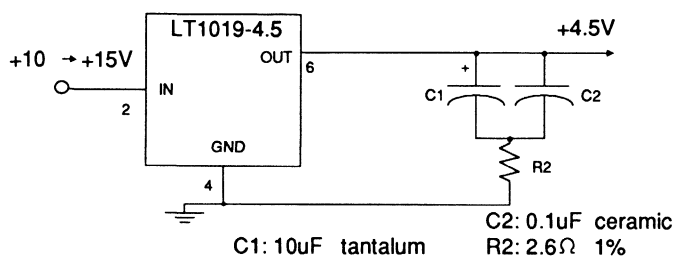 LT1019-4.5
+10 → +15V
OUT
6
+4.5V
IN
2
+
C1
C2
GND
4
R2
C2: 0.1uF ceramic
C1: 10uF tantalum
R2: 2.6Ω 1%